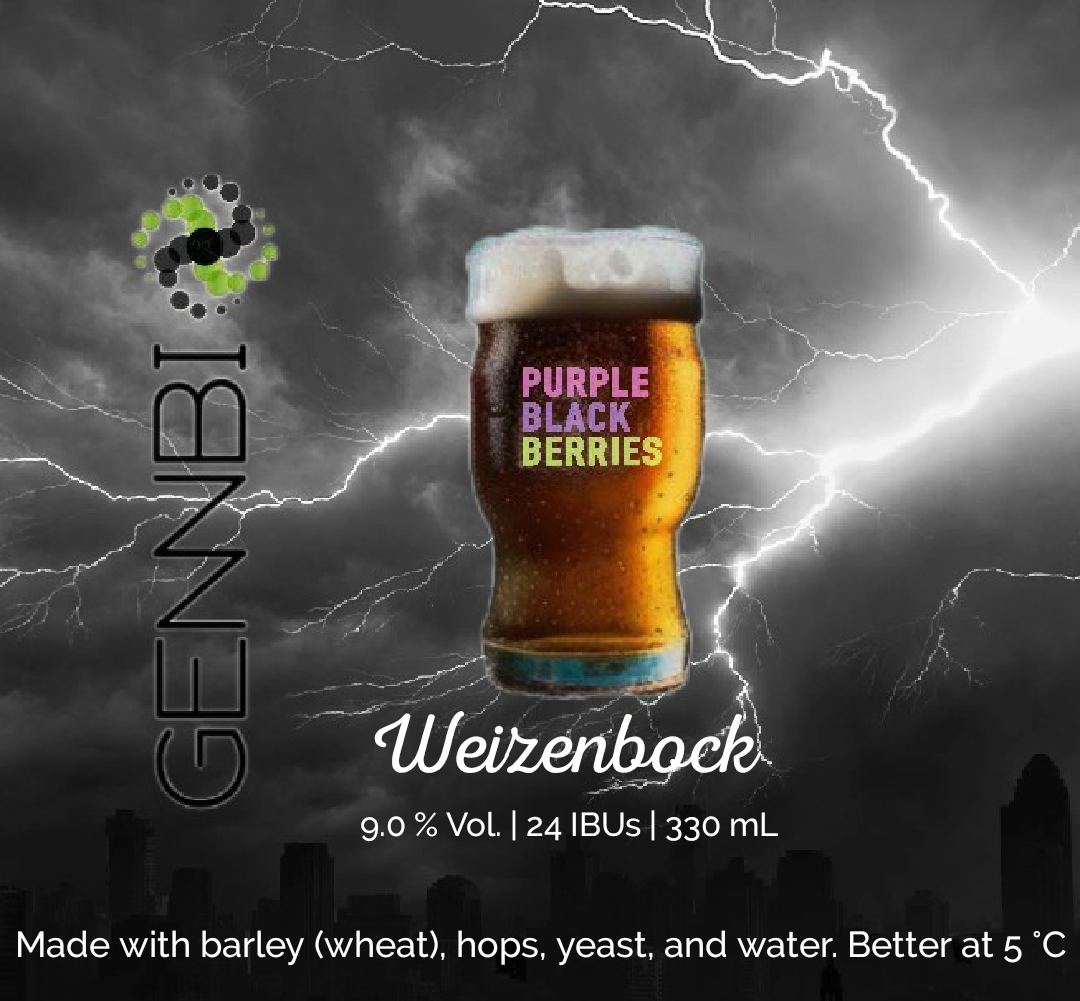 GENNBI
PURPLE
BLACK
BERRIES
Weizenbock
9.0 % Vol. | 24 IBUs | 330 mL
Made with barley (wheat), hops, yeast, and water. Better at 5 °C